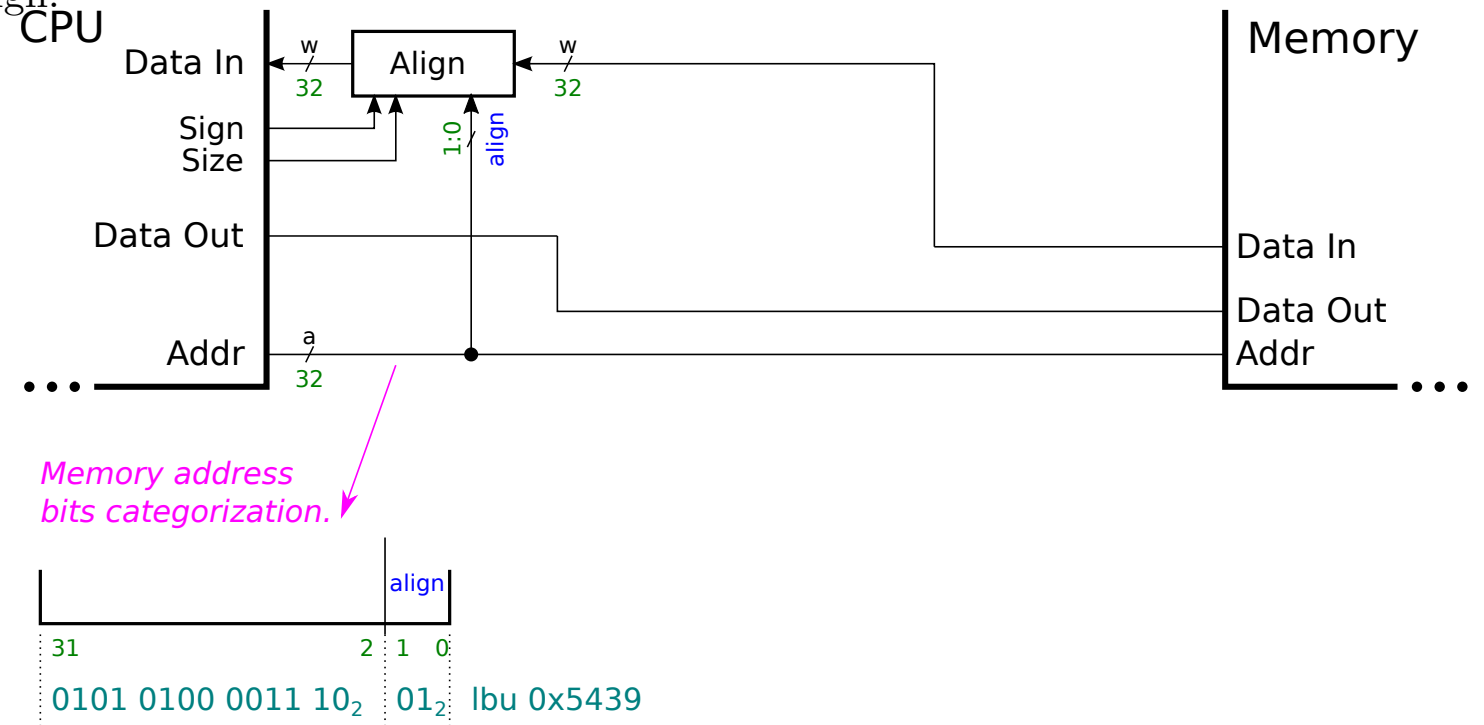 CPU
Memory
Data In
w
32
Align
w
32
Sign
Size
1:0
align
Data Out
Data In
Data Out
Addr
a
32
Addr
Memory address
bits categorization.
align
31 2 1 0
0101 0100 0011 10₂ 01₂ lbu 0x5439